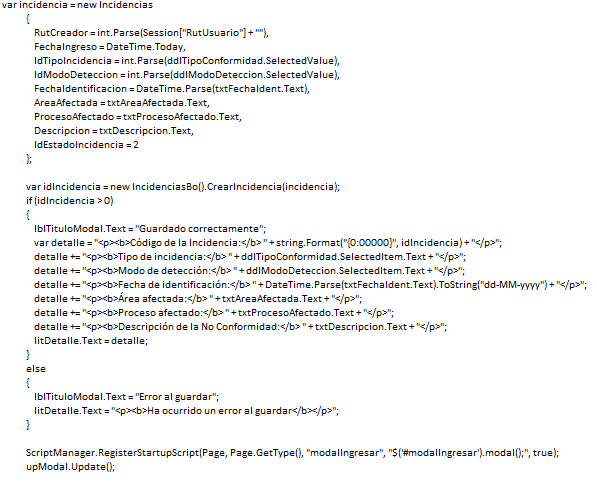 var incidencia = new Incidencias
{
RutCreador = int.Parse(Session["RutUsuario"] + ""),
FechaIngreso = DateTime.Today,
IdTipoIncidencia = int.Parse(ddlTipoConformidad.SelectedValue),
IdModoDeteccion = int.Parse(ddlModoDeteccion.SelectedValue),
FechaIdentificacion = DateTime.Parse(txtFechaIdent.Text),
AreaAfectada = txtAreaAfectada.Text,
ProcesoAfectado = txtProcesoAfectado.Text,
Descripcion = txtDescripcion.Text,
IdEstadoIncidencia = 2
};
var idIncidencia = new IncidenciasBo().CrearIncidencia(incidencia);
if (idIncidencia > 0)
{
lblTituloModal.Text = "Guardado correctamente";
var detalle = "<p><b>Código de la Incidencia:</b> " + string.Format("{0:00000}", idIncidencia) + "</p>";
detalle += "<p><b>Tipo de incidencia:</b> " + ddlTipoConformidad.SelectedItem.Text + "</p>";
detalle += "<p><b>Modo de detección:</b> " + ddlModoDeteccion.SelectedItem.Text + "</p>";
detalle += "<p><b>Fecha de identificación:</b> " + DateTime.Parse(txtFechaIdent.Text).ToString("dd-MM-yyyy") + "</p>";
detalle += "<p><b>Área afectada:</b> " + txtAreaAfectada.Text + "</p>";
detalle += "<p><b>Proceso afectado:</b> " + txtProcesoAfectado.Text + "</p>";
detalle += "<p><b>Descripción de la No Conformidad:</b> " + txtDescripcion.Text + "</p>";
litDetalle.Text = detalle;
}
else
{
lblTituloModal.Text = "Error al guardar";
litDetalle.Text = "<p><b>Ha ocurrido un error al guardar</b></p>";
}
ScriptManager.RegisterStartupScript(Page, Page.GetType(), "modalIngresar", "$('#modalIngresar').modal();", true);
upModal.Update();